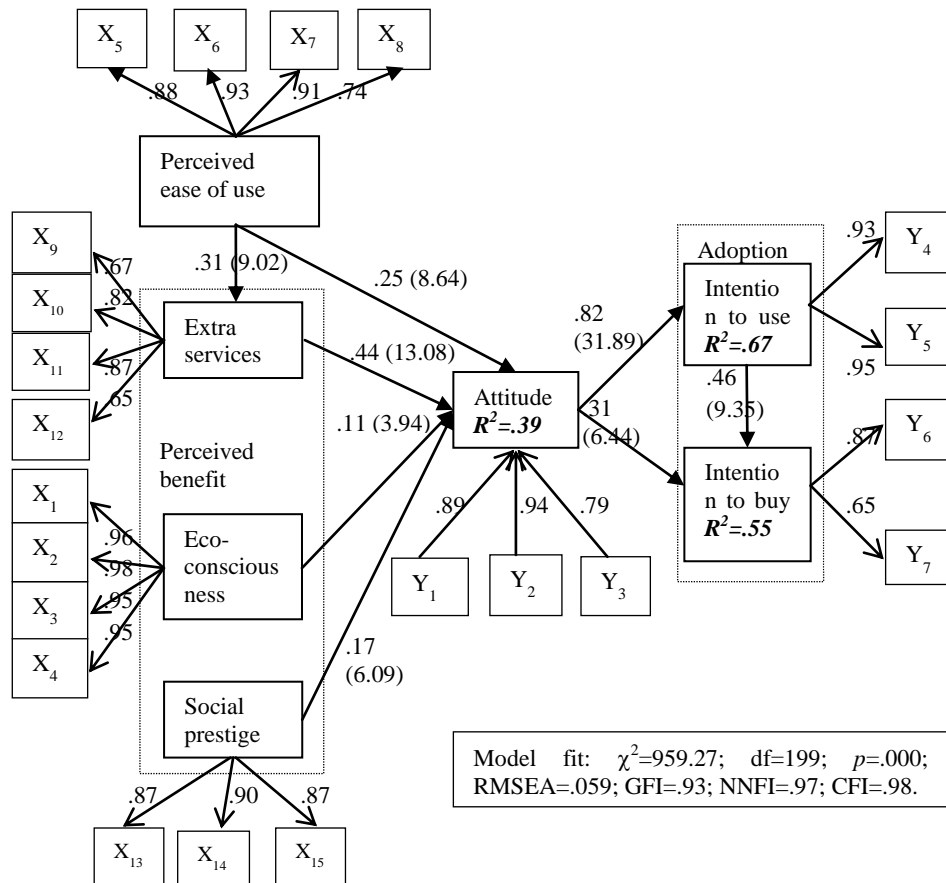 X5
X6
X7
X8
.88
.93
.91
.74
Perceived
ease of use
X9
X10
X11
X12
.67
.82
.87
.65
.31 (9.02)
.25 (8.64)
Extra
services
.44 (13.08)
.11 (3.94)
Perceived
benefit
X1
X2
X3
X4
.96
.98
.95
.95
Eco-
conscious
ness
.17
(6.09)
Social
prestige
.87
.90
.87
X13
X14
X15
Attitude
R2=.39
.89
.94
.79
Y1
Y2
Y3
.82
(31.89)
.31
(6.44)
Adoption
Intentio
n to use
R2=.67
.46
(9.35)
Intentio
n to buy
R2=.55
.93
.95
.87
.65
Y4
Y5
Y6
Y7
Model fit: χ2=959.27; df=199; p=.000;
RMSEA=.059; GFI=.93; NNFI=.97; CFI=.98.